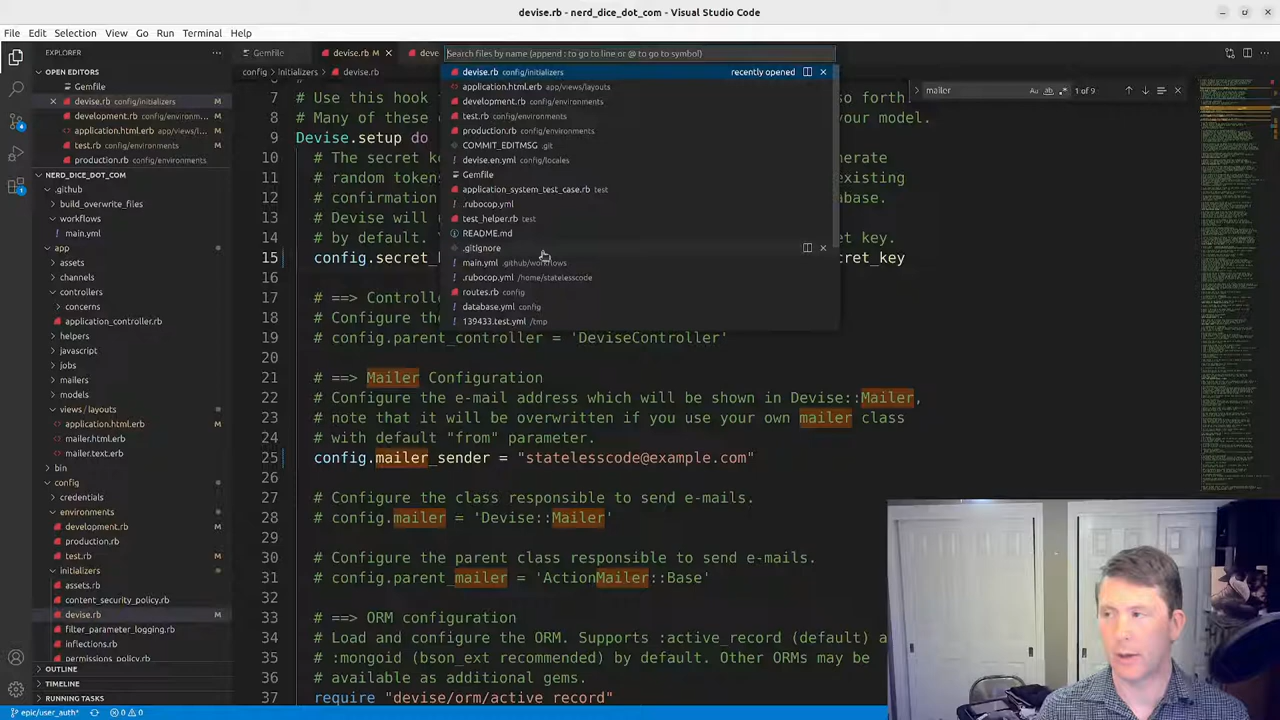 devise.rb - nerd_dice_dot_com - Visual Studio Code
File Edit Selection View Go Run Terminal Help
EXPLORER
OPEN EDITORS
Gemfile
devise.rb config/initializers M
development.rb config/environm... M
application.html.erb app/views/l...
test.rb config/environments M
production.rb config/environments
NERD_DICE_DOT_COM
.github
build_overwrite_files
workflows
main.yml
app
assets
channels
controllers
concerns
application_controller.rb
helpers
javascript
jobs
mailers
models
views / layouts
application.html.erb
mailer.html.erb
mailer.text.erb
bin
config
credentials
environments
development.rb M
production.rb
test.rb M
initializers
assets.rb
content_security_policy.rb
devise.rb M
filter_parameter_logging.rb
inflections.rb
permissions_policy.rb
OUTLINE
TIMELINE
RUNNING TASKS
epic/user_auth* 0 0
Gemfile devise.rb M deve
config > initializers > devise.rb
Search files by name (append : to go to line or @ to go to symbol)
devise.rb config/initializers recently opened
application.html.erb app/views/layouts
development.rb config/environments
test.rb config/environments
production.rb config/environments
COMMIT_EDITMSG .git
devise.en.yml config/locales
Gemfile
application_system_test_case.rb test
.rubocop.yml
test_helper.rb test
README.md
.gitignore
main.yml .github/workflows
.rubocop.yml /home/statelesscode
routes.rb config
database.yml config
139433.test.yml /tmp
mailer 1 of 9
7 # Use this hook so forth.
8 # Many of these your model.
9 Devise.setup do
10 # The secret ke enerate
11 # random tokens
12 # confirmation abase.
13 # Devise will
14 # by default. et key.
15 config.secret_ ret_key
16
17 # ==> Controll
18 # Configure the
19 # config.parent_controller = 'DeviseController'
20
21 # ==> Mailer Configuration
22 # Configure the e-mail address which will be shown in Devise::Mailer,
23 # note that it will be overwritten if you use your own mailer class
24 # with default "from" parameter.
25 config.mailer_sender = "statelesscode@example.com"
26
27 # Configure the class responsible to send e-mails.
28 # config.mailer = 'Devise::Mailer'
29
30 # Configure the parent class responsible to send e-mails.
31 # config.parent_mailer = 'ActionMailer::Base'
32
33 # ==> ORM configuration
34 # Load and configure the ORM. Supports :active_record (default) a
35 # :mongoid (bson_ext recommended) by default. Other ORMs may be
36 # available as additional gems.
37 require "devise/orm/active_record"